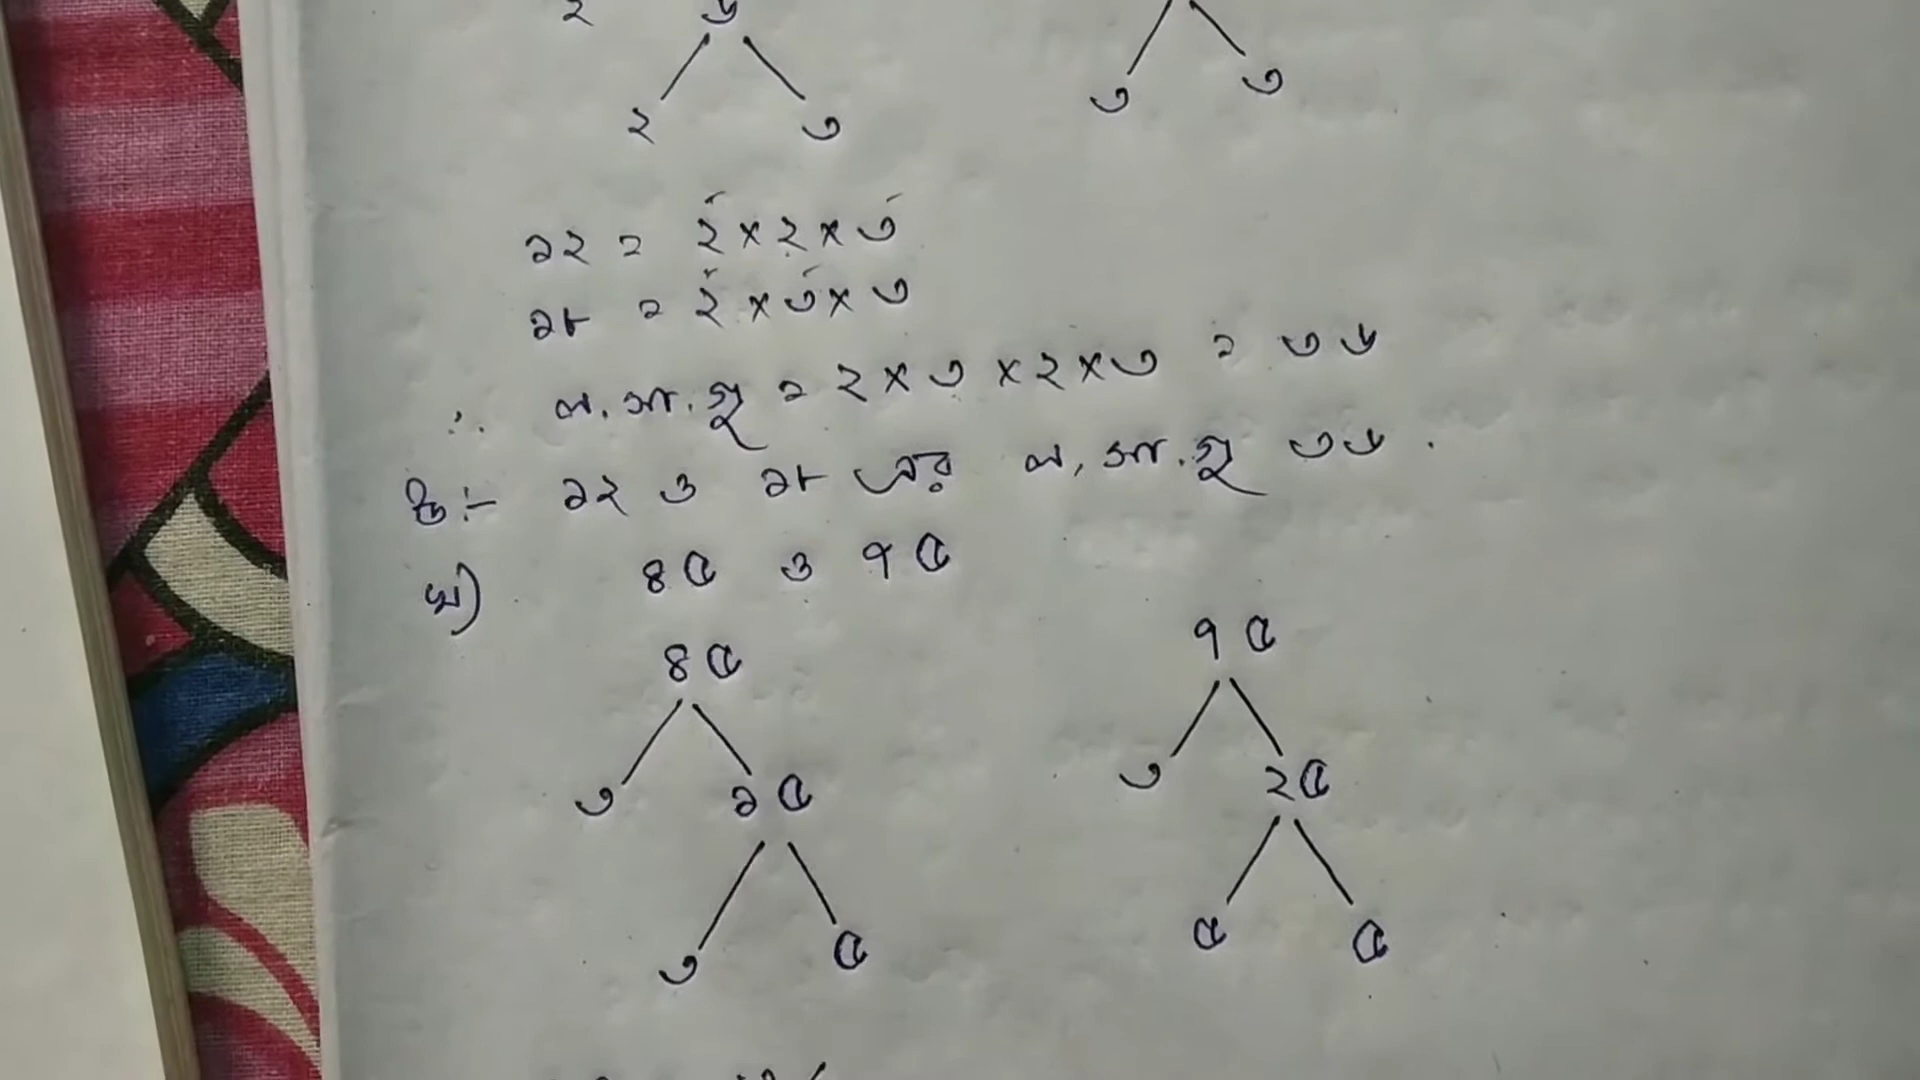 ২ ৬
২ ৩ ৩ ৩
১২ = ২ × ২ × ৩
১৮ = ২ × ৩ × ৩
∴ ল. সা. গু = ২ × ৩ × ২ × ৩ = ৩৬
উঃ- ১২ ও ১৮ এর ল. সা. গু ৩৬.
৪৫ ও ৭৫
৪৫ ৭৫
৩ ১৫ ৩ ২৫
৩ ৫ ৫ ৫